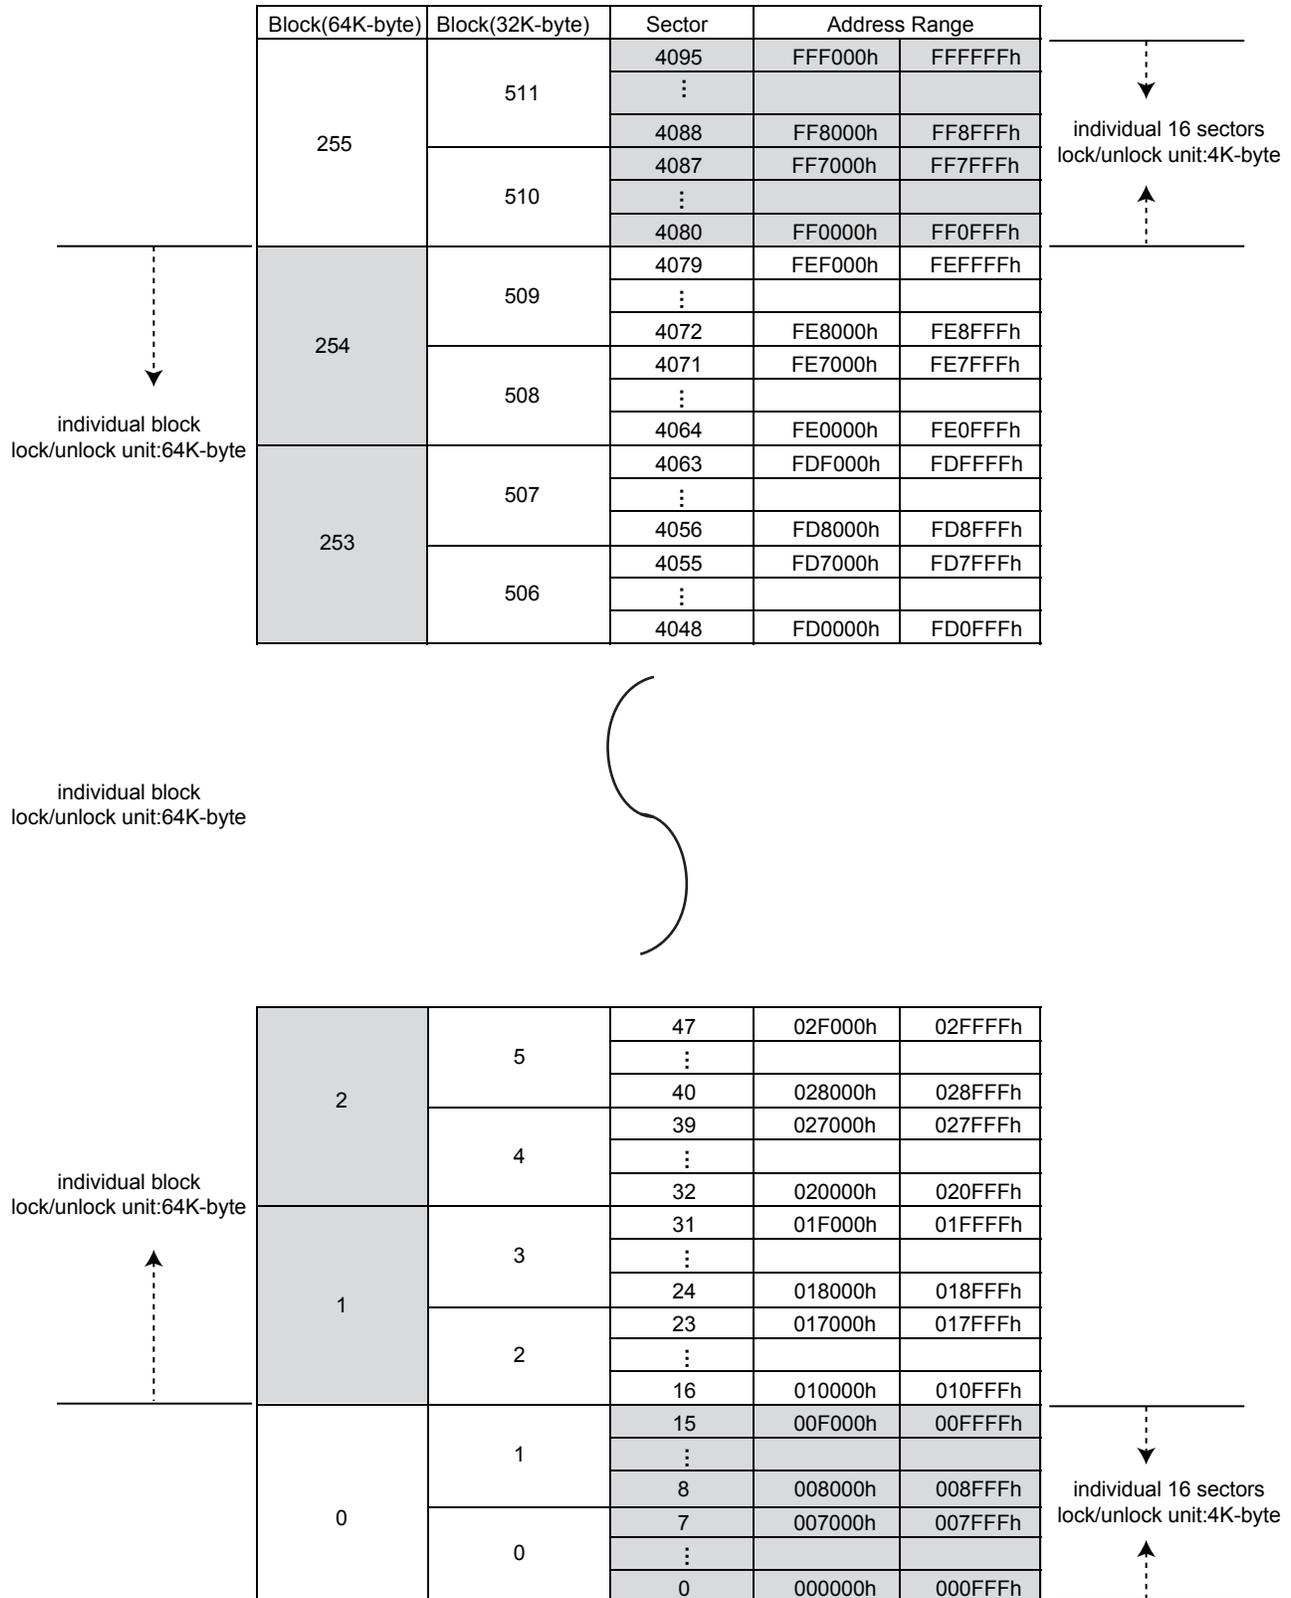 Block(64K-byte) Block(32K-byte) Sector Address Range
4095 FFF000h FFFFFFh
511 ⋮
individual 16 sectors
lock/unlock unit:4K-byte
4088 FF8000h FF8FFFh
255
4087 FF7000h FF7FFFh
510 ⋮
4080 FF0000h FF0FFFh
4079 FEF000h FEFFFFh
509 ⋮
4072 FE8000h FE8FFFh
254
4071 FE7000h FE7FFFh
508 ⋮
individual block
lock/unlock unit:64K-byte
4064 FE0000h FE0FFFh
4063 FDF000h FDFFFFh
507 ⋮
4056 FD8000h FD8FFFh
253
4055 FD7000h FD7FFFh
506 ⋮
4048 FD0000h FD0FFFh
individual block
lock/unlock unit:64K-byte
47 02F000h 02FFFFh
5 ⋮
40 028000h 028FFFh
2
39 027000h 027FFFh
4 ⋮
individual block
lock/unlock unit:64K-byte
32 020000h 020FFFh
31 01F000h 01FFFFh
3 ⋮
24 018000h 018FFFh
1
23 017000h 017FFFh
2 ⋮
16 010000h 010FFFh
15 00F000h 00FFFFh
1 ⋮
8 008000h 008FFFh
individual 16 sectors
lock/unlock unit:4K-byte
0
7 007000h 007FFFh
0 ⋮
0 000000h 000FFFh